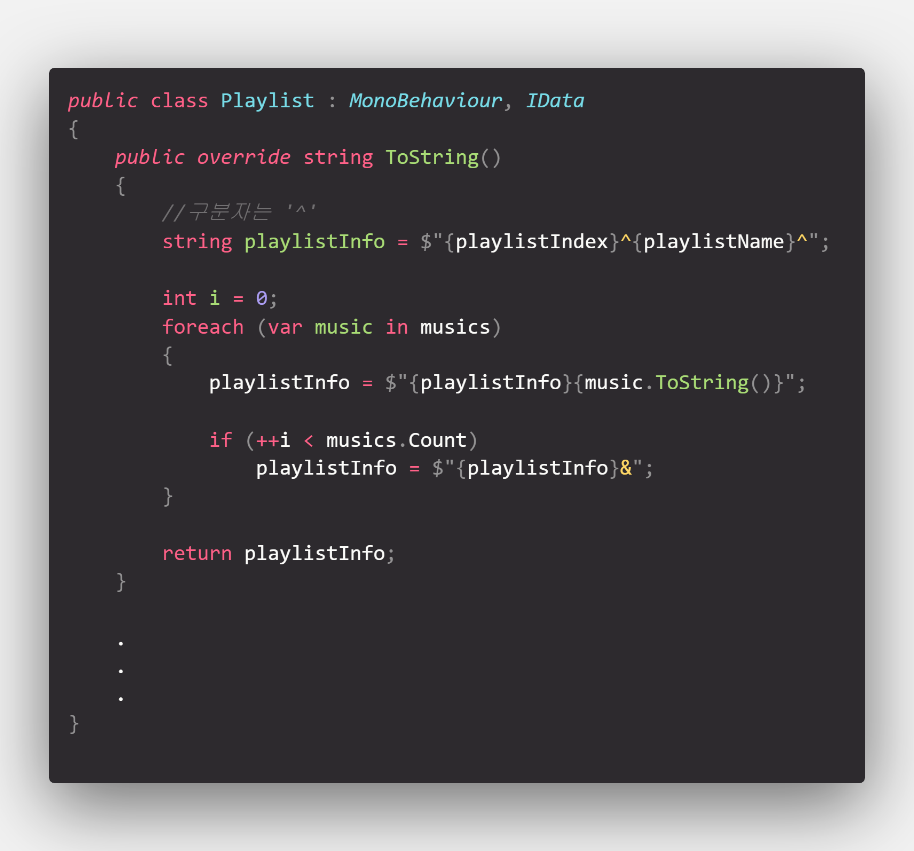 public class Playlist : MonoBehaviour, IData
{
    public override string ToString()
    {
        //구분자는 '^'
        string playlistInfo = $"{playlistIndex}^{playlistName}^";
        int i = 0;
        foreach (var music in musics)
        {
            playlistInfo = $"{playlistInfo}{music.ToString()}";
            if (++i < musics.Count)
                playlistInfo = $"{playlistInfo}&";
        }
        return playlistInfo;
    }
    .
    .
    .
}